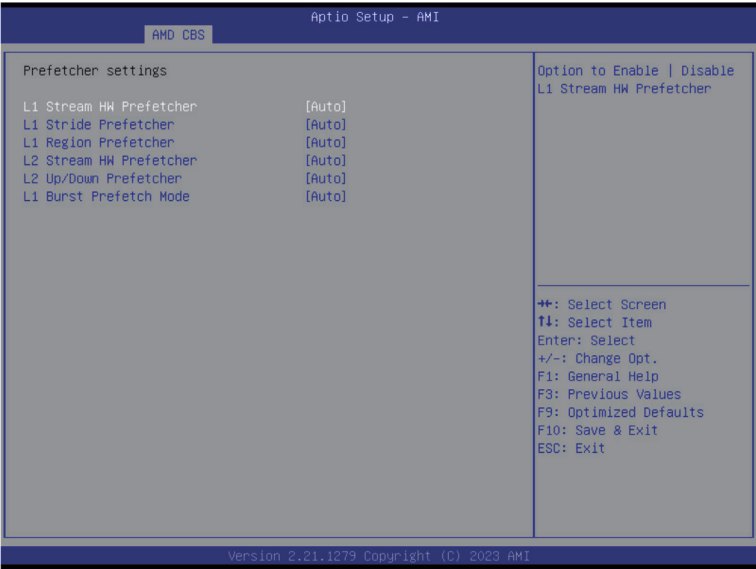 Aptio Setup – AMI
AMD CBS
Prefetcher settings
L1 Stream HW Prefetcher [Auto]
L1 Stride Prefetcher [Auto]
L1 Region Prefetcher [Auto]
L2 Stream HW Prefetcher [Auto]
L2 Up/Down Prefetcher [Auto]
L1 Burst Prefetch Mode [Auto]
Option to Enable | Disable
L1 Stream HW Prefetcher
→←: Select Screen
↑↓: Select Item
Enter: Select
+/-: Change Opt.
F1: General Help
F3: Previous Values
F9: Optimized Defaults
F10: Save & Exit
ESC: Exit
Version 2.21.1279 Copyright (C) 2023 AMI